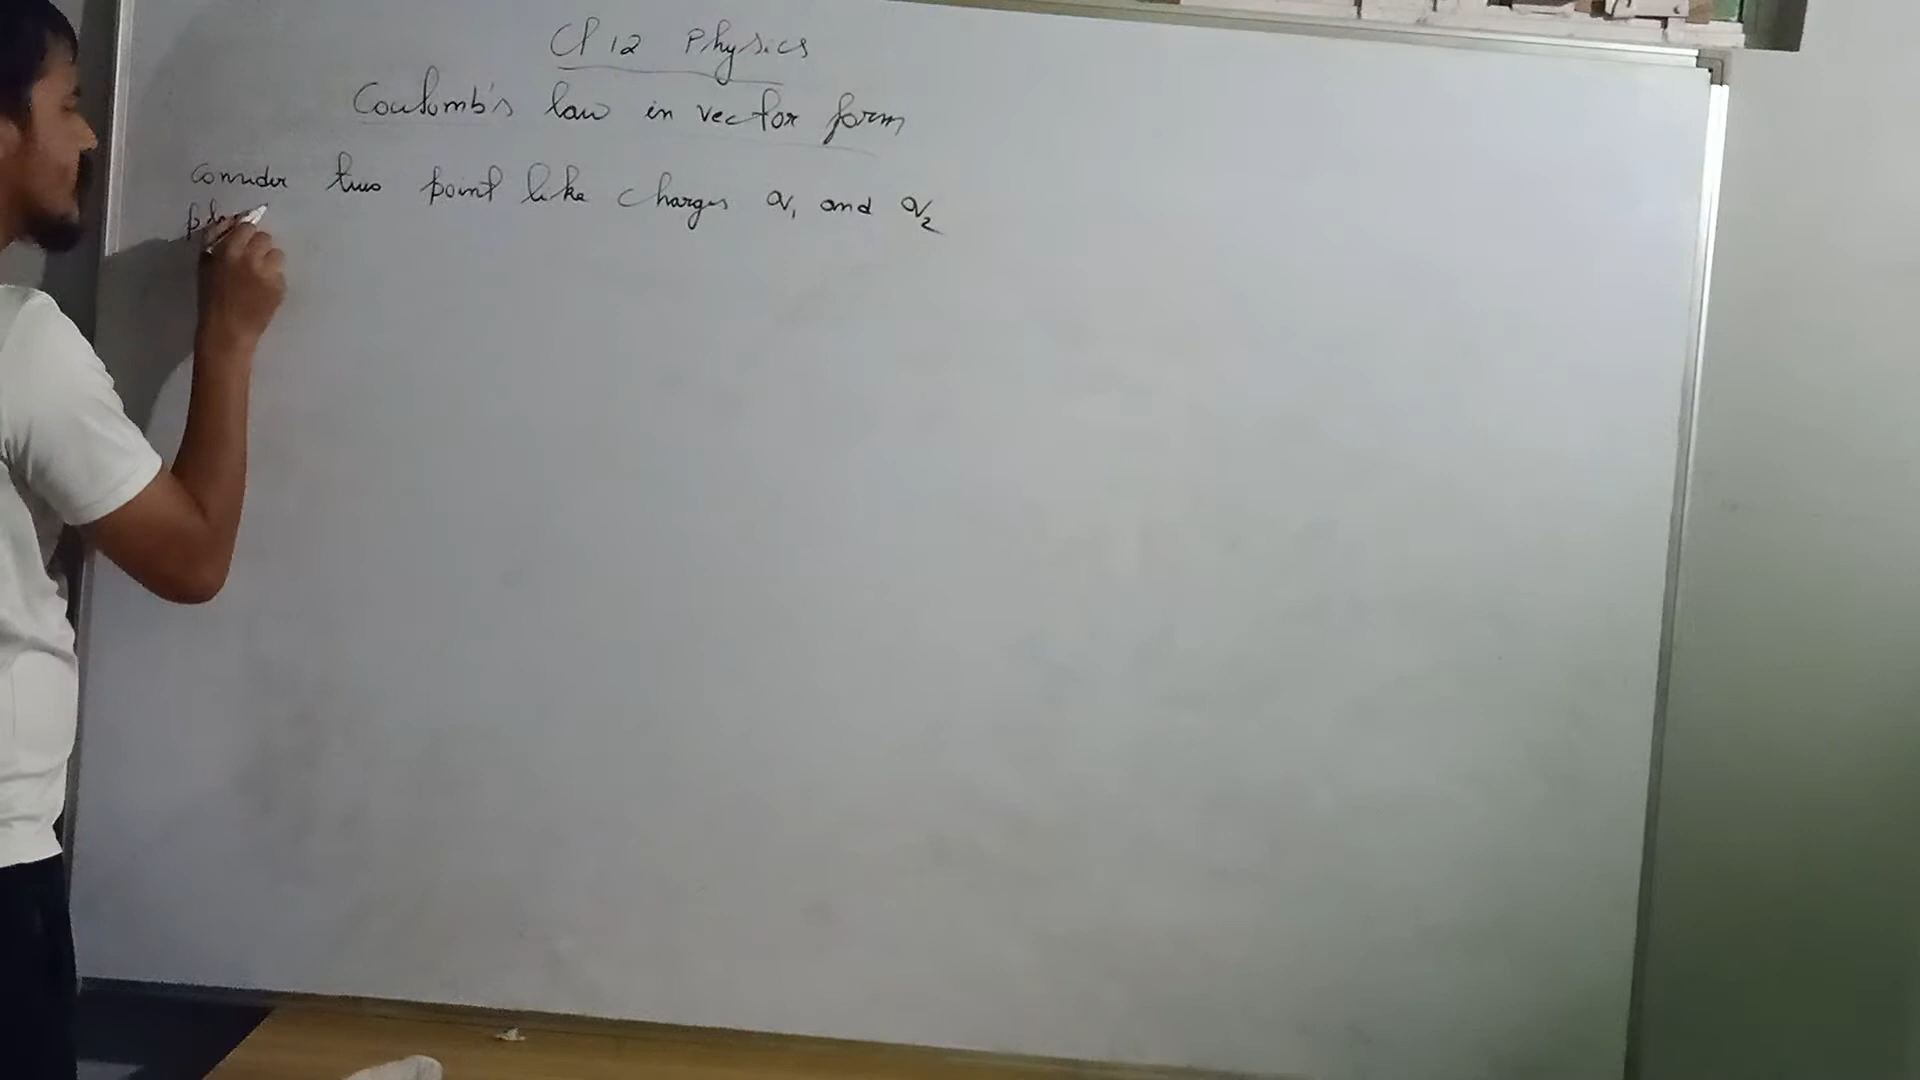 Cl 12 Physics
Coulomb's law in vector form
Consider two point like charges q₁ and q₂